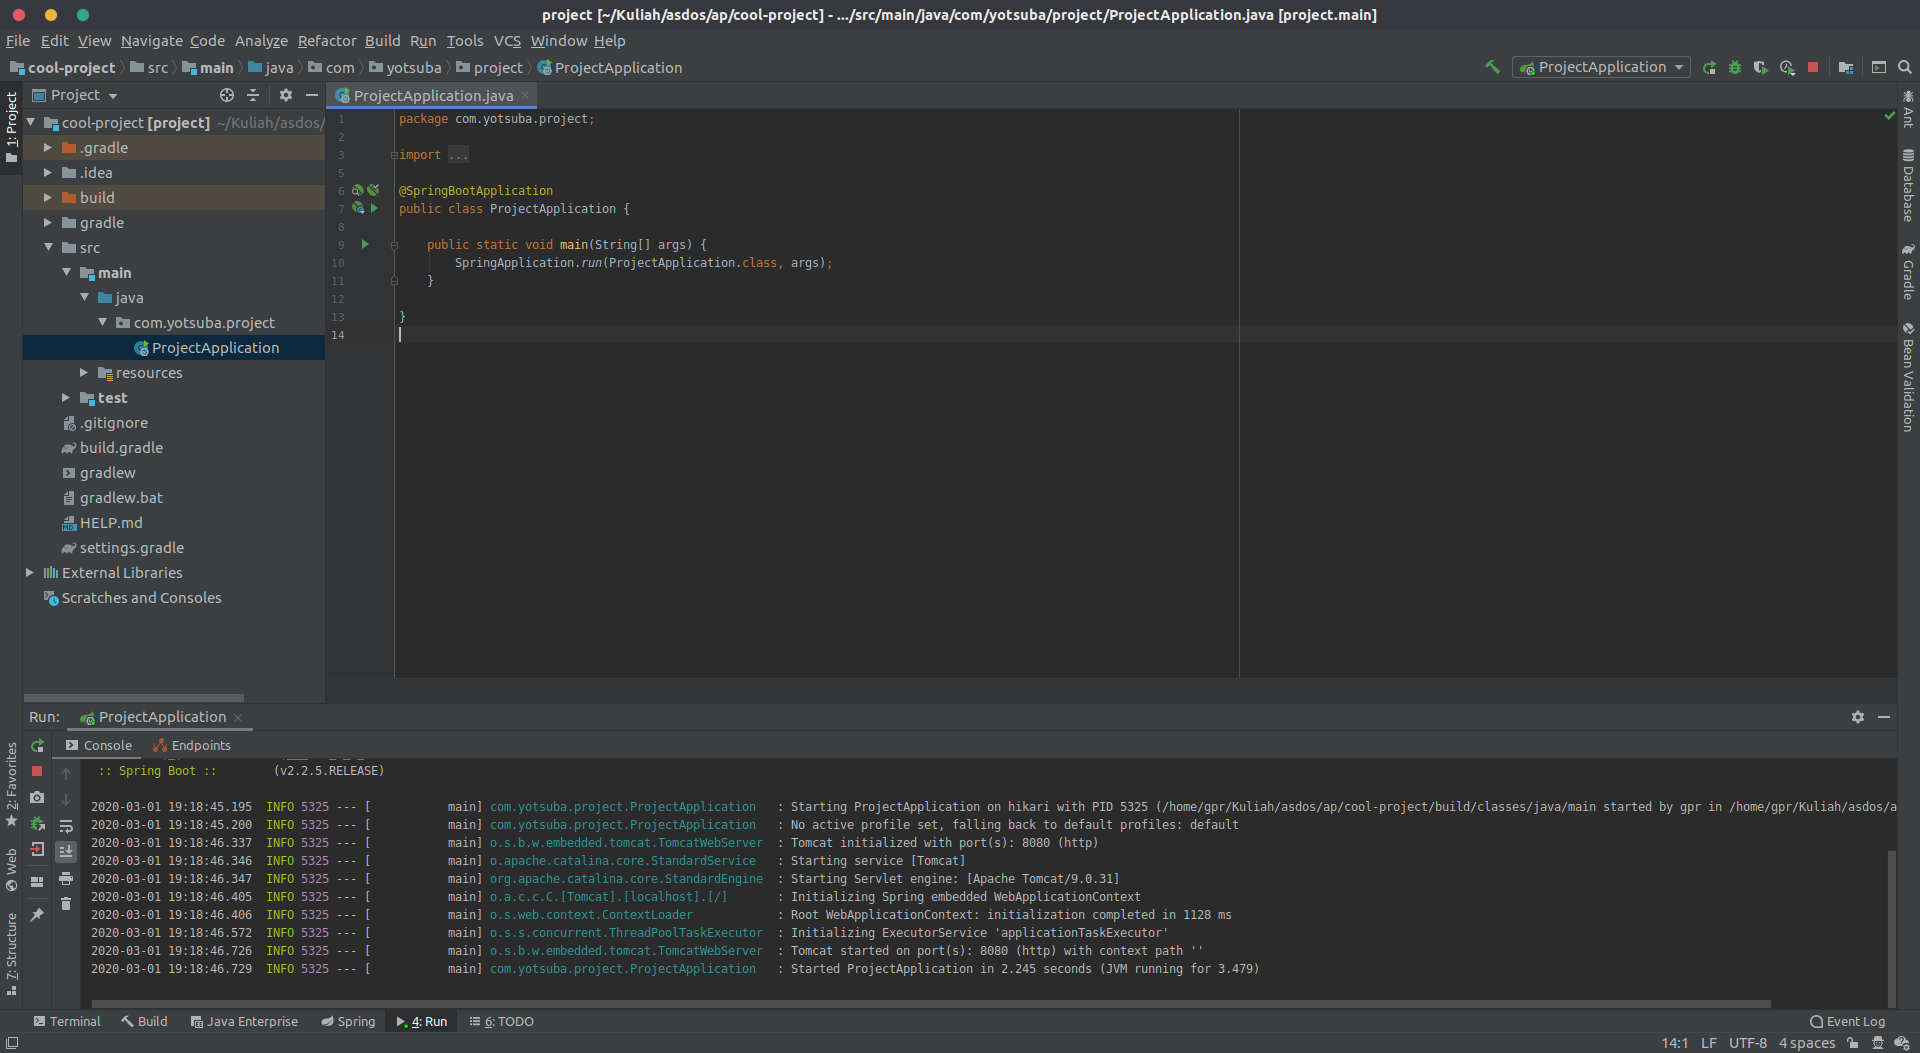 project [~/Kuliah/asdos/ap/cool-project] - .../src/main/java/com/yotsuba/project/ProjectApplication.java [project.main]
File Edit View Navigate Code Analyze Refactor Build Run Tools VCS Window Help
cool-project src main java com yotsuba project ProjectApplication
ProjectApplication
1: Project
Project
ProjectApplication.java
cool-project [project] ~/Kuliah/asdos/
.gradle
.idea
build
gradle
src
main
java
com.yotsuba.project
ProjectApplication
resources
test
.gitignore
build.gradle
gradlew
gradlew.bat
HELP.md
settings.gradle
External Libraries
Scratches and Consoles
1 package com.yotsuba.project;
2
3 import ...
5
6 @SpringBootApplication
7 public class ProjectApplication {
8
9 public static void main(String[] args) {
10 SpringApplication.run(ProjectApplication.class, args);
11 }
12
13 }
14
Ant
Database
Gradle
Bean Validation
Run: ProjectApplication
Console Endpoints
:: Spring Boot :: (v2.2.5.RELEASE)
2020-03-01 19:18:45.195 INFO 5325 --- [ main] com.yotsuba.project.ProjectApplication : Starting ProjectApplication on hikari with PID 5325 (/home/gpr/Kuliah/asdos/ap/cool-project/build/classes/java/main started by gpr in /home/gpr/Kuliah/asdos/a
2020-03-01 19:18:45.200 INFO 5325 --- [ main] com.yotsuba.project.ProjectApplication : No active profile set, falling back to default profiles: default
2020-03-01 19:18:46.337 INFO 5325 --- [ main] o.s.b.w.embedded.tomcat.TomcatWebServer : Tomcat initialized with port(s): 8080 (http)
2020-03-01 19:18:46.346 INFO 5325 --- [ main] o.apache.catalina.core.StandardService : Starting service [Tomcat]
2020-03-01 19:18:46.347 INFO 5325 --- [ main] org.apache.catalina.core.StandardEngine : Starting Servlet engine: [Apache Tomcat/9.0.31]
2020-03-01 19:18:46.405 INFO 5325 --- [ main] o.a.c.c.C.[Tomcat].[localhost].[/] : Initializing Spring embedded WebApplicationContext
2020-03-01 19:18:46.406 INFO 5325 --- [ main] o.s.web.context.ContextLoader : Root WebApplicationContext: initialization completed in 1128 ms
2020-03-01 19:18:46.572 INFO 5325 --- [ main] o.s.s.concurrent.ThreadPoolTaskExecutor : Initializing ExecutorService 'applicationTaskExecutor'
2020-03-01 19:18:46.726 INFO 5325 --- [ main] o.s.b.w.embedded.tomcat.TomcatWebServer : Tomcat started on port(s): 8080 (http) with context path ''
2020-03-01 19:18:46.729 INFO 5325 --- [ main] com.yotsuba.project.ProjectApplication : Started ProjectApplication in 2.245 seconds (JVM running for 3.479)
2: Favorites
Web
7: Structure
Terminal Build Java Enterprise Spring 4: Run 6: TODO Event Log
14:1 LF UTF-8 4 spaces